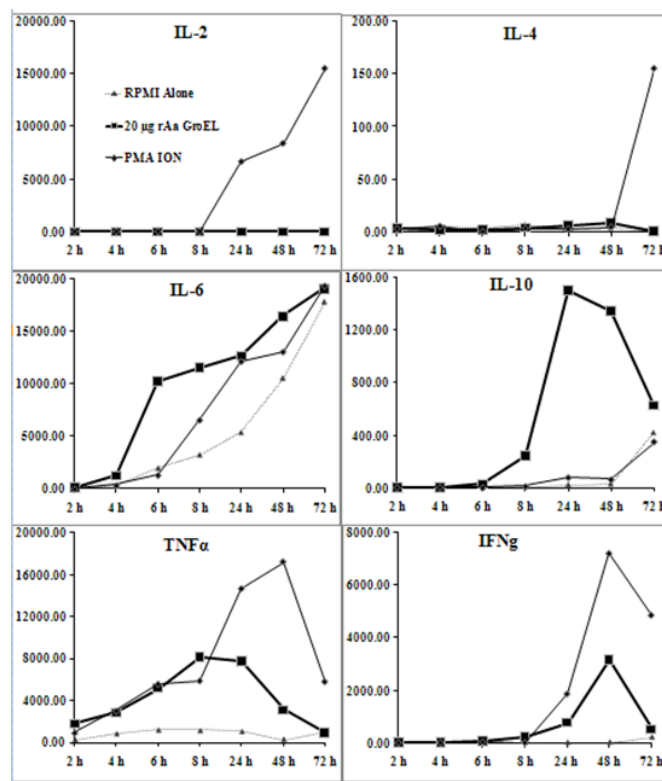 IL-2
20000.00
15000.00
10000.00
5000.00
0.00
RPMI Alone
20 µg rAa GroEL
PMA ION
2 h 4 h 6 h 8 h 24 h 48 h 72 h
IL-4
200.00
150.00
100.00
50.00
0.00
2 h 4 h 6 h 8 h 24 h 48 h 72 h
IL-6
20000.00
15000.00
10000.00
5000.00
0.00
2 h 4 h 6 h 8 h 24 h 48 h 72 h
IL-10
1600.00
1200.00
800.00
400.00
0.00
2 h 4 h 6 h 8 h 24 h 48 h 72 h
TNFα
20000.00
16000.00
12000.00
8000.00
4000.00
0.00
2 h 4 h 6 h 8 h 24 h 48 h 72 h
IFNg
8000.00
6000.00
4000.00
2000.00
0.00
2 h 4 h 6 h 8 h 24 h 48 h 72 h